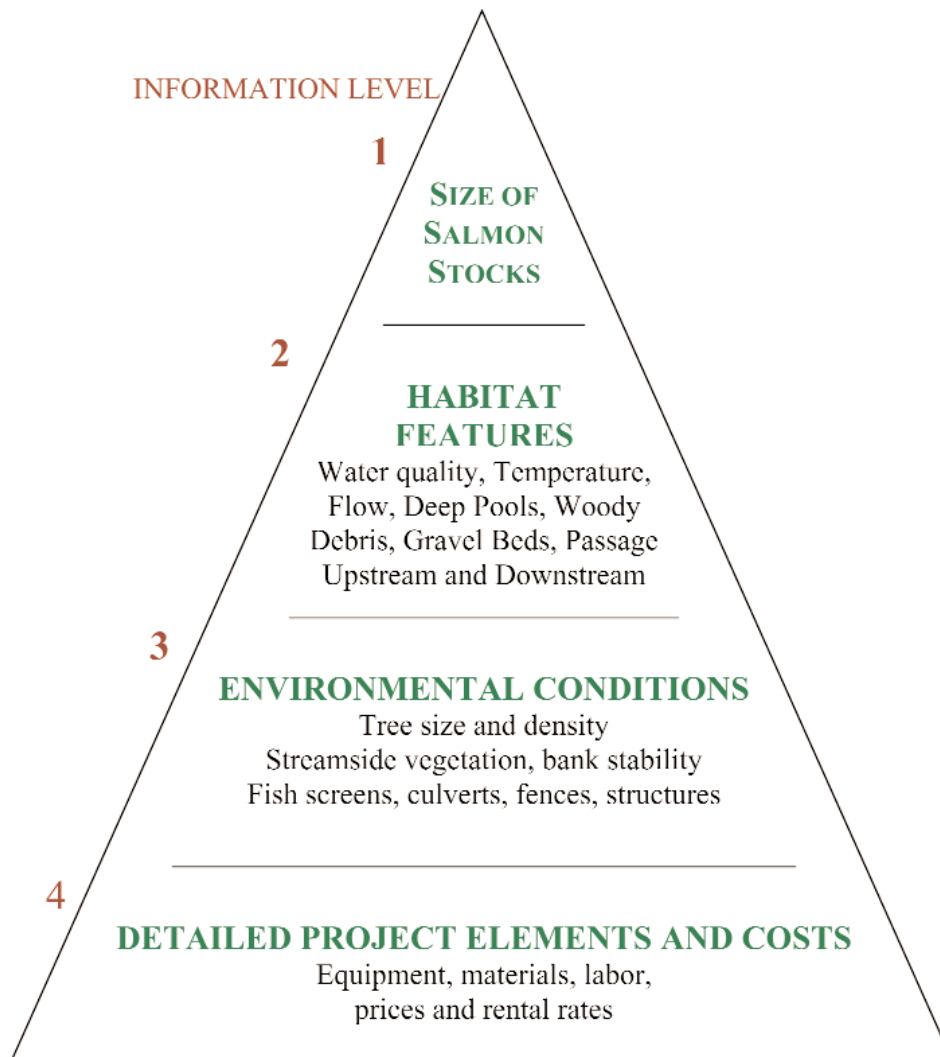 INFORMATION LEVEL
1
SIZE OF
SALMON
STOCKS
2
HABITAT
FEATURES
Water quality, Temperature,
Flow, Deep Pools, Woody
Debris, Gravel Beds, Passage
Upstream and Downstream
3
ENVIRONMENTAL CONDITIONS
Tree size and density
Streamside vegetation, bank stability
Fish screens, culverts, fences, structures
4
DETAILED PROJECT ELEMENTS AND COSTS
Equipment, materials, labor,
prices and rental rates